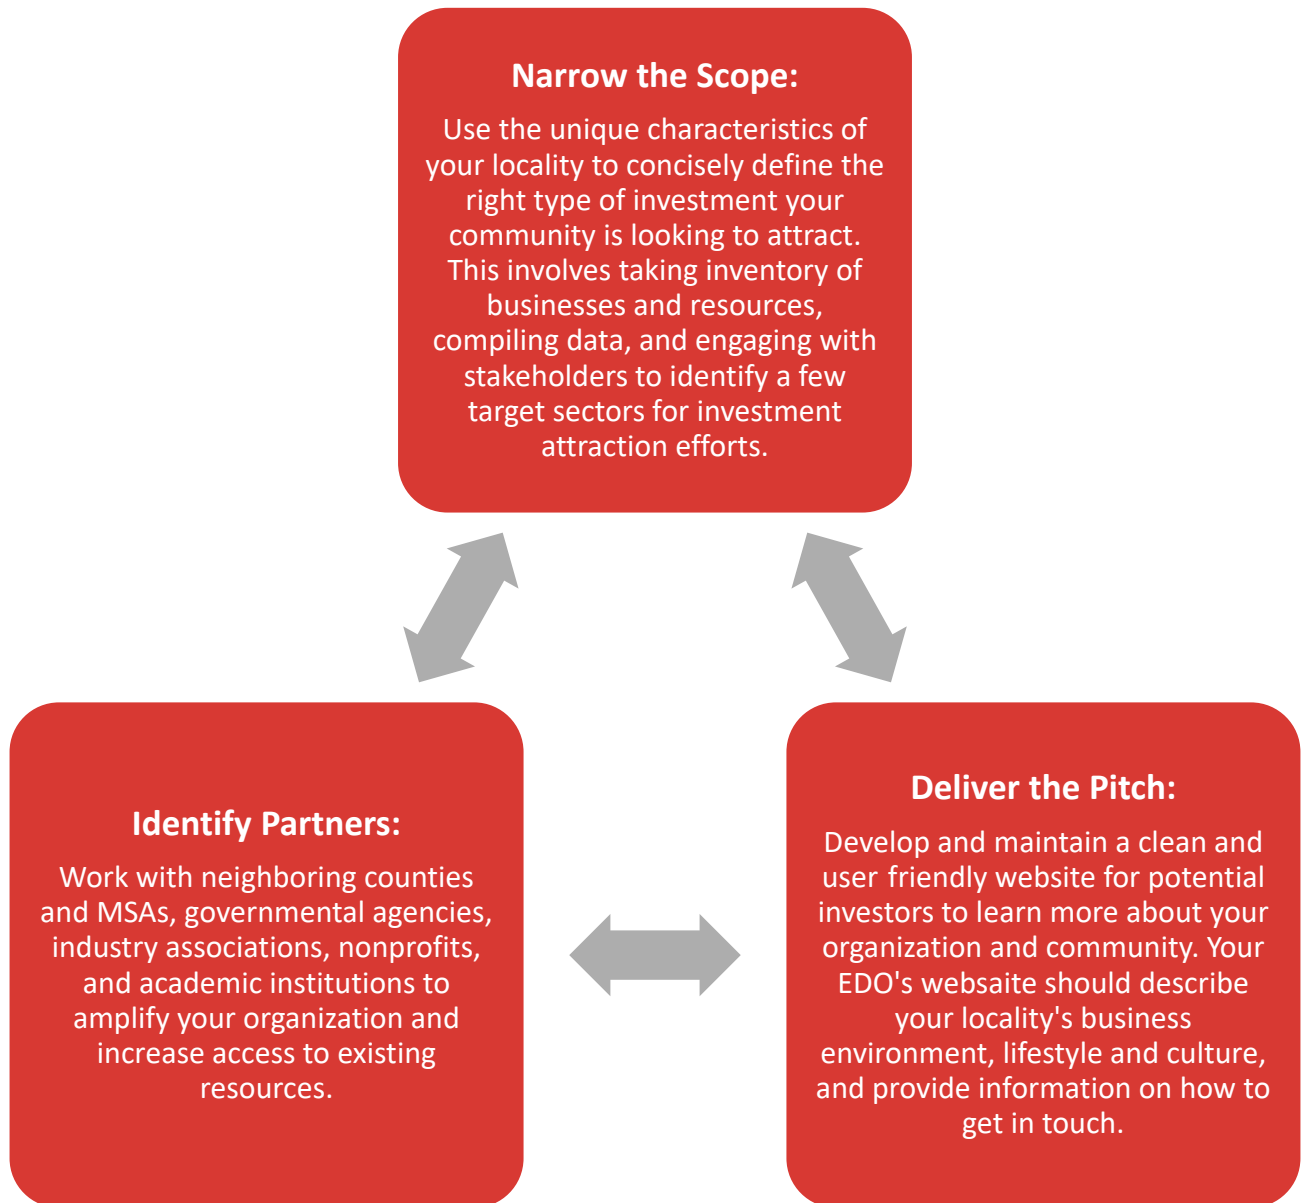 Narrow the Scope:
Use the unique characteristics of
your locality to concisely define the
right type of investment your
community is looking to attract.
This involves taking inventory of
businesses and resources,
compiling data, and engaging with
stakeholders to identify a few
target sectors for investment
attraction efforts.
Identify Partners:
Work with neighboring counties
and MSAs, governmental agencies,
industry associations, nonprofits,
and academic institutions to
amplify your organization and
increase access to existing
resources.
Deliver the Pitch:
Develop and maintain a clean and
user friendly website for potential
investors to learn more about your
organization and community. Your
EDO's websaite should describe
your locality's business
environment, lifestyle and culture,
and provide information on how to
get in touch.